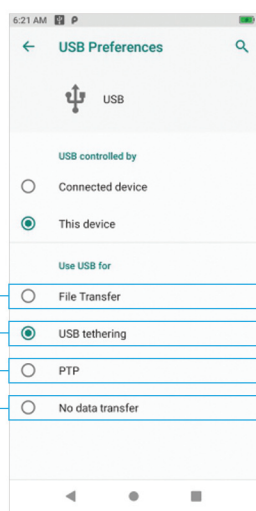 6:21 AM P
USB Preferences
USB
USB controlled by
Connected device
This device
Use USB for
File Transfer
USB tethering
PTP
No data transfer